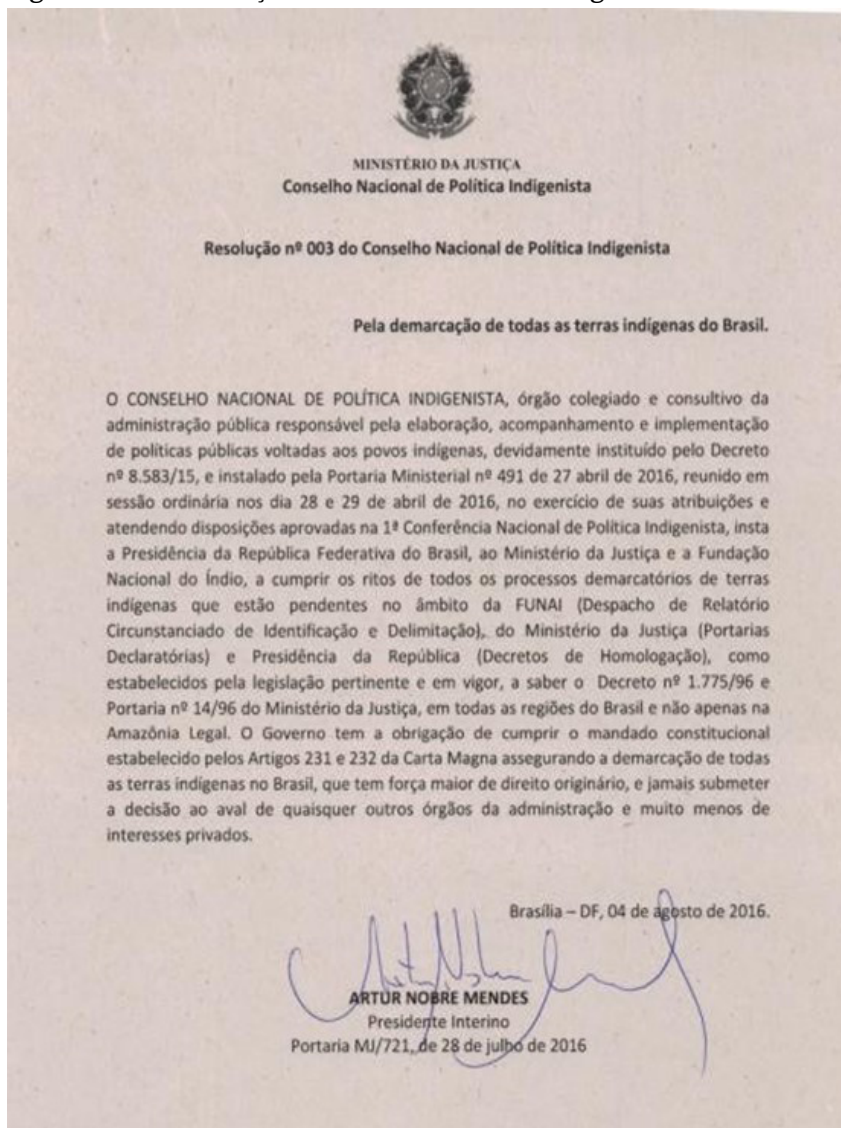 MINISTÉRIO DA JUSTIÇA
Conselho Nacional de Política Indigenista
Resolução nº 003 do Conselho Nacional de Política Indigenista
Pela demarcação de todas as terras indígenas do Brasil.
O CONSELHO NACIONAL DE POLÍTICA INDIGENISTA, órgão colegiado e consultivo da
administração pública responsável pela elaboração, acompanhamento e implementação
de políticas públicas voltadas aos povos indígenas, devidamente instituído pelo Decreto
nº 8.583/15, e instalado pela Portaria Ministerial nº 491 de 27 abril de 2016, reunido em
sessão ordinária nos dia 28 e 29 de abril de 2016, no exercício de suas atribuições e
atendendo disposições aprovadas na 1ª Conferência Nacional de Política Indigenista, insta
a Presidência da República Federativa do Brasil, ao Ministério da Justiça e a Fundação
Nacional do Índio, a cumprir os ritos de todos os processos demarcatórios de terras
indígenas que estão pendentes no âmbito da FUNAI (Despacho de Relatório
Circunstanciado de Identificação e Delimitação), do Ministério da Justiça (Portarias
Declaratórias) e Presidência da República (Decretos de Homologação), como
estabelecidos pela legislação pertinente e em vigor, a saber o Decreto nº 1.775/96 e
Portaria nº 14/96 do Ministério da Justiça, em todas as regiões do Brasil e não apenas na
Amazônia Legal. O Governo tem a obrigação de cumprir o mandado constitucional
estabelecido pelos Artigos 231 e 232 da Carta Magna assegurando a demarcação de todas
as terras indígenas no Brasil, que tem força maior de direito originário, e jamais submeter
a decisão ao aval de quaisquer outros órgãos da administração e muito menos de
interesses privados.
Brasília – DF, 04 de agosto de 2016.
ARTUR NOBRE MENDES
Presidente Interino
Portaria MJ/721, de 28 de julho de 2016